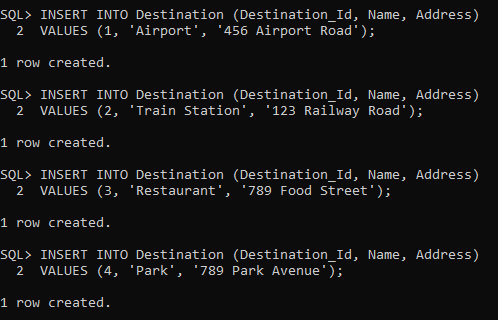 SQL> INSERT INTO Destination (Destination_Id, Name, Address)
  2  VALUES (1, 'Airport', '456 Airport Road');
1 row created.
SQL> INSERT INTO Destination (Destination_Id, Name, Address)
  2  VALUES (2, 'Train Station', '123 Railway Road');
1 row created.
SQL> INSERT INTO Destination (Destination_Id, Name, Address)
  2  VALUES (3, 'Restaurant', '789 Food Street');
1 row created.
SQL> INSERT INTO Destination (Destination_Id, Name, Address)
  2  VALUES (4, 'Park', '789 Park Avenue');
1 row created.